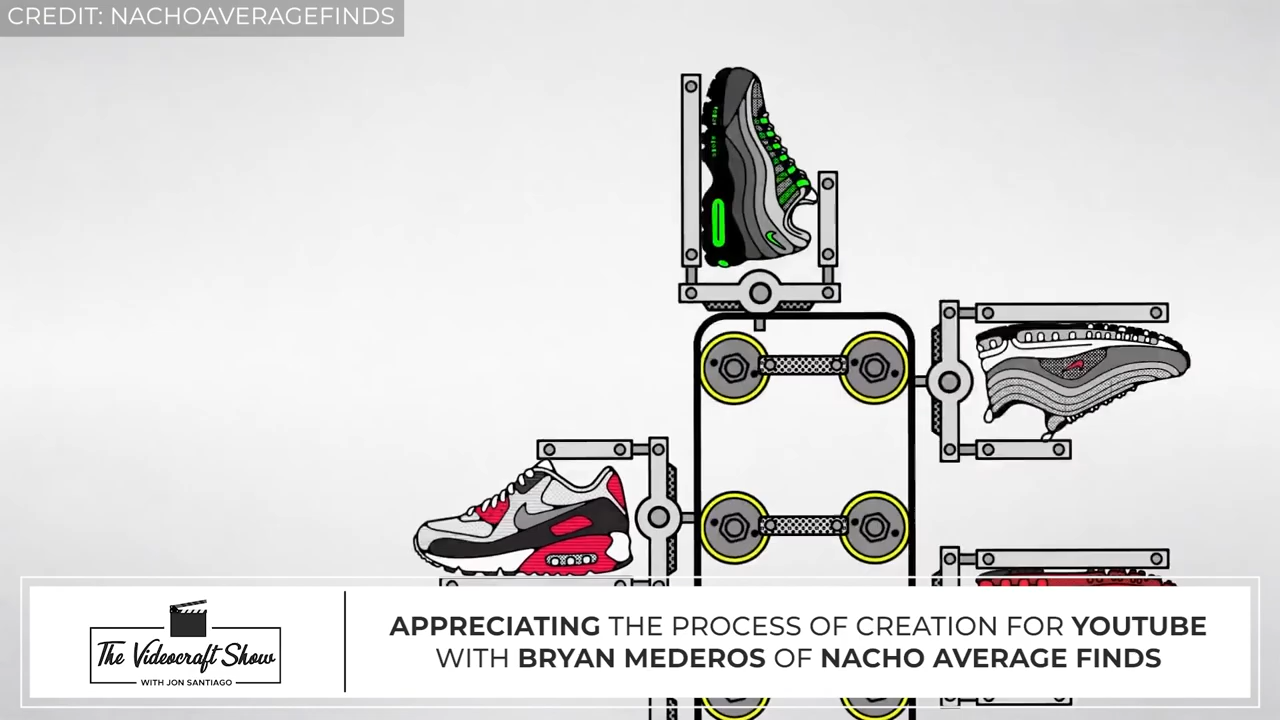 CREDIT: NACHOAVERAGEFINDS
The Videocraft Show
WITH JON SANTIAGO
APPRECIATING THE PROCESS OF CREATION FOR YOUTUBE
WITH BRYAN MEDEROS OF NACHO AVERAGE FINDS